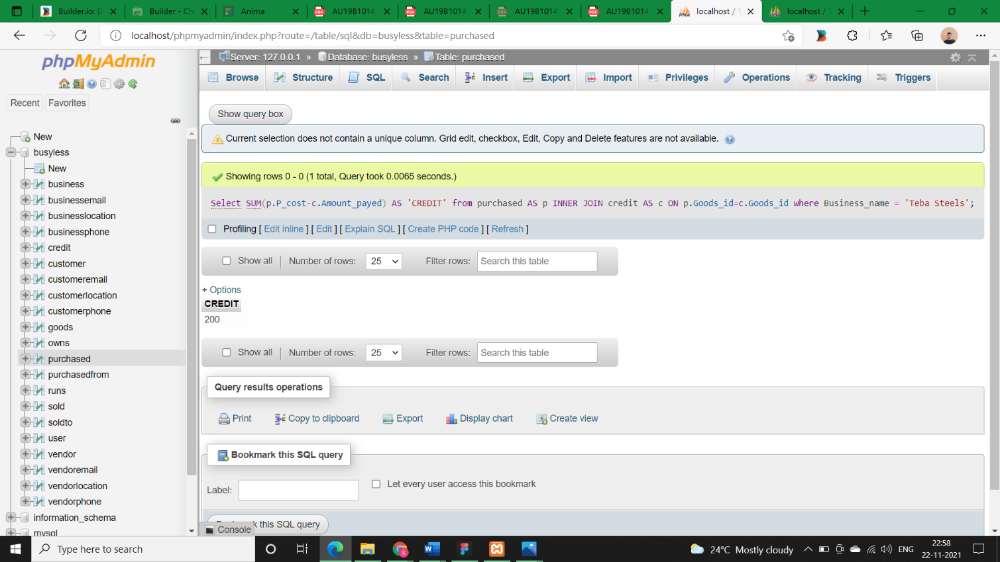 Builder.io: D
Builder - Ch
Anima
AU19B1014
AU19B1014
AU19B1014
AU19B1014
localhost / 1
localhost / 1
localhost/phpmyadmin/index.php?route=/table/sql&db=busyless&table=purchased
phpMyAdmin
Recent
Favorites
New
busyless
New
business
businessemail
businesslocation
businessphone
credit
customer
customeremail
customerlocation
customerphone
goods
owns
purchased
purchasedfrom
runs
sold
soldto
user
vendor
vendoremail
vendorlocation
vendorphone
information_schema
mysql
Server: 127.0.0.1 » Database: busyless » Table: purchased
Browse
Structure
SQL
Search
Insert
Export
Import
Privileges
Operations
Tracking
Triggers
Show query box
Current selection does not contain a unique column. Grid edit, checkbox, Edit, Copy and Delete features are not available.
Showing rows 0 - 0 (1 total, Query took 0.0065 seconds.)
Select SUM(p.P_cost-c.Amount_payed) AS 'CREDIT' from purchased AS p INNER JOIN credit AS c ON p.Goods_id=c.Goods_id where Business_name = 'Teba Steels';
Profiling [ Edit inline ] [ Edit ] [ Explain SQL ] [ Create PHP code ] [ Refresh ]
Show all | Number of rows: 25 Filter rows: Search this table
+ Options
CREDIT
200
Show all | Number of rows: 25 Filter rows: Search this table
Query results operations
Print
Copy to clipboard
Export
Display chart
Create view
Bookmark this SQL query
Label:
Let every user access this bookmark
this SQL query
Console
Type here to search
24°C Mostly cloudy
ENG
22:58
22-11-2021